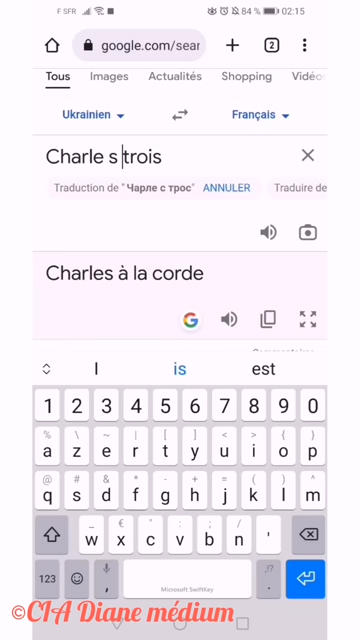 F SFR 84 % 02:15
google.com/sear 2
Tous Images Actualités Shopping Vidéos
Ukrainien Français
Charle s trois
Traduction de "Чарле с трос" ANNULER Traduire de
Charles à la corde
I is est
1 2 3 4 5 6 7 8 9 0
% \ | [ ] < > { }
a z e r t y u i o p
@ # & * - + = ( ) ^
q s d f g h j k l m
_ € " : ; /
w x c v b n '
123 , Microsoft SwiftKey ,!? .
©CIA Diane médium